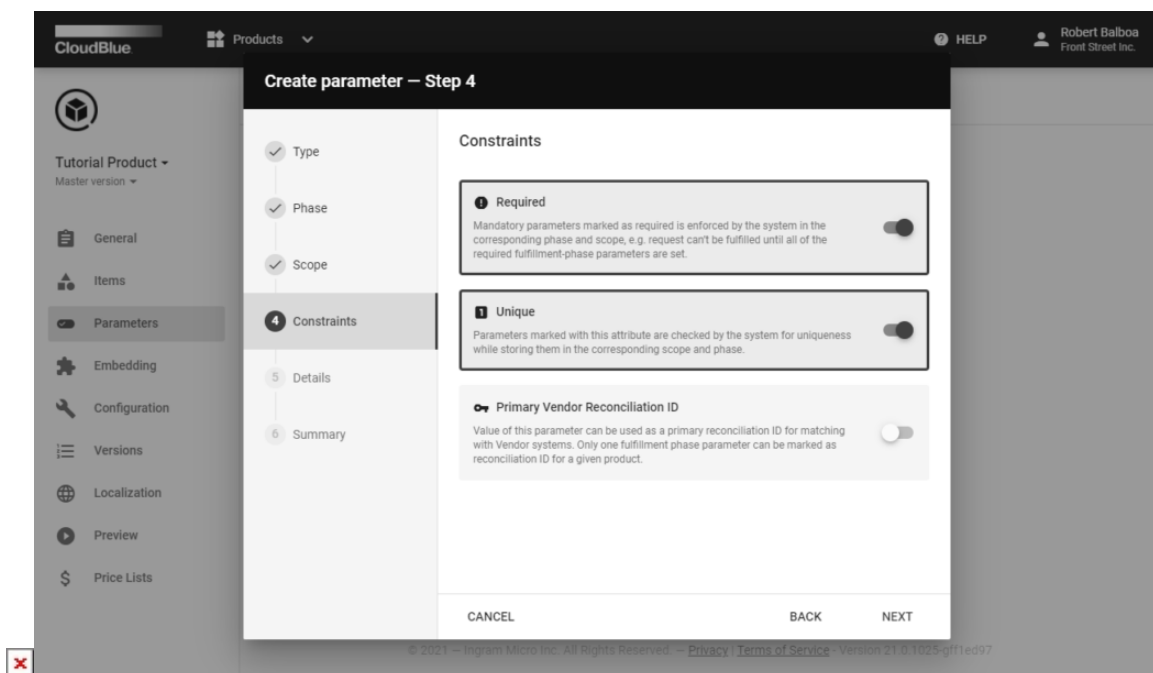 CloudBlue
Products
HELP
Robert Balboa
Front Street Inc.
Tutorial Product
Master version
General
Items
Parameters
Embedding
Configuration
Versions
Localization
Preview
Price Lists
Create parameter — Step 4
Type
Phase
Scope
4 Constraints
5 Details
6 Summary
Constraints
Required
Mandatory parameters marked as required is enforced by the system in the
corresponding phase and scope, e.g. request can't be fulfilled until all of the
required fulfillment-phase parameters are set.
1 Unique
Parameters marked with this attribute are checked by the system for uniqueness
while storing them in the corresponding scope and phase.
Primary Vendor Reconciliation ID
Value of this parameter can be used as a primary reconciliation ID for matching
with Vendor systems. Only one fulfillment phase parameter can be marked as
reconciliation ID for a given product.
CANCEL BACK NEXT
© 2021 — Ingram Micro Inc. All Rights Reserved. — Privacy | Terms of Service - Version 21.0.1025-gff1ed97